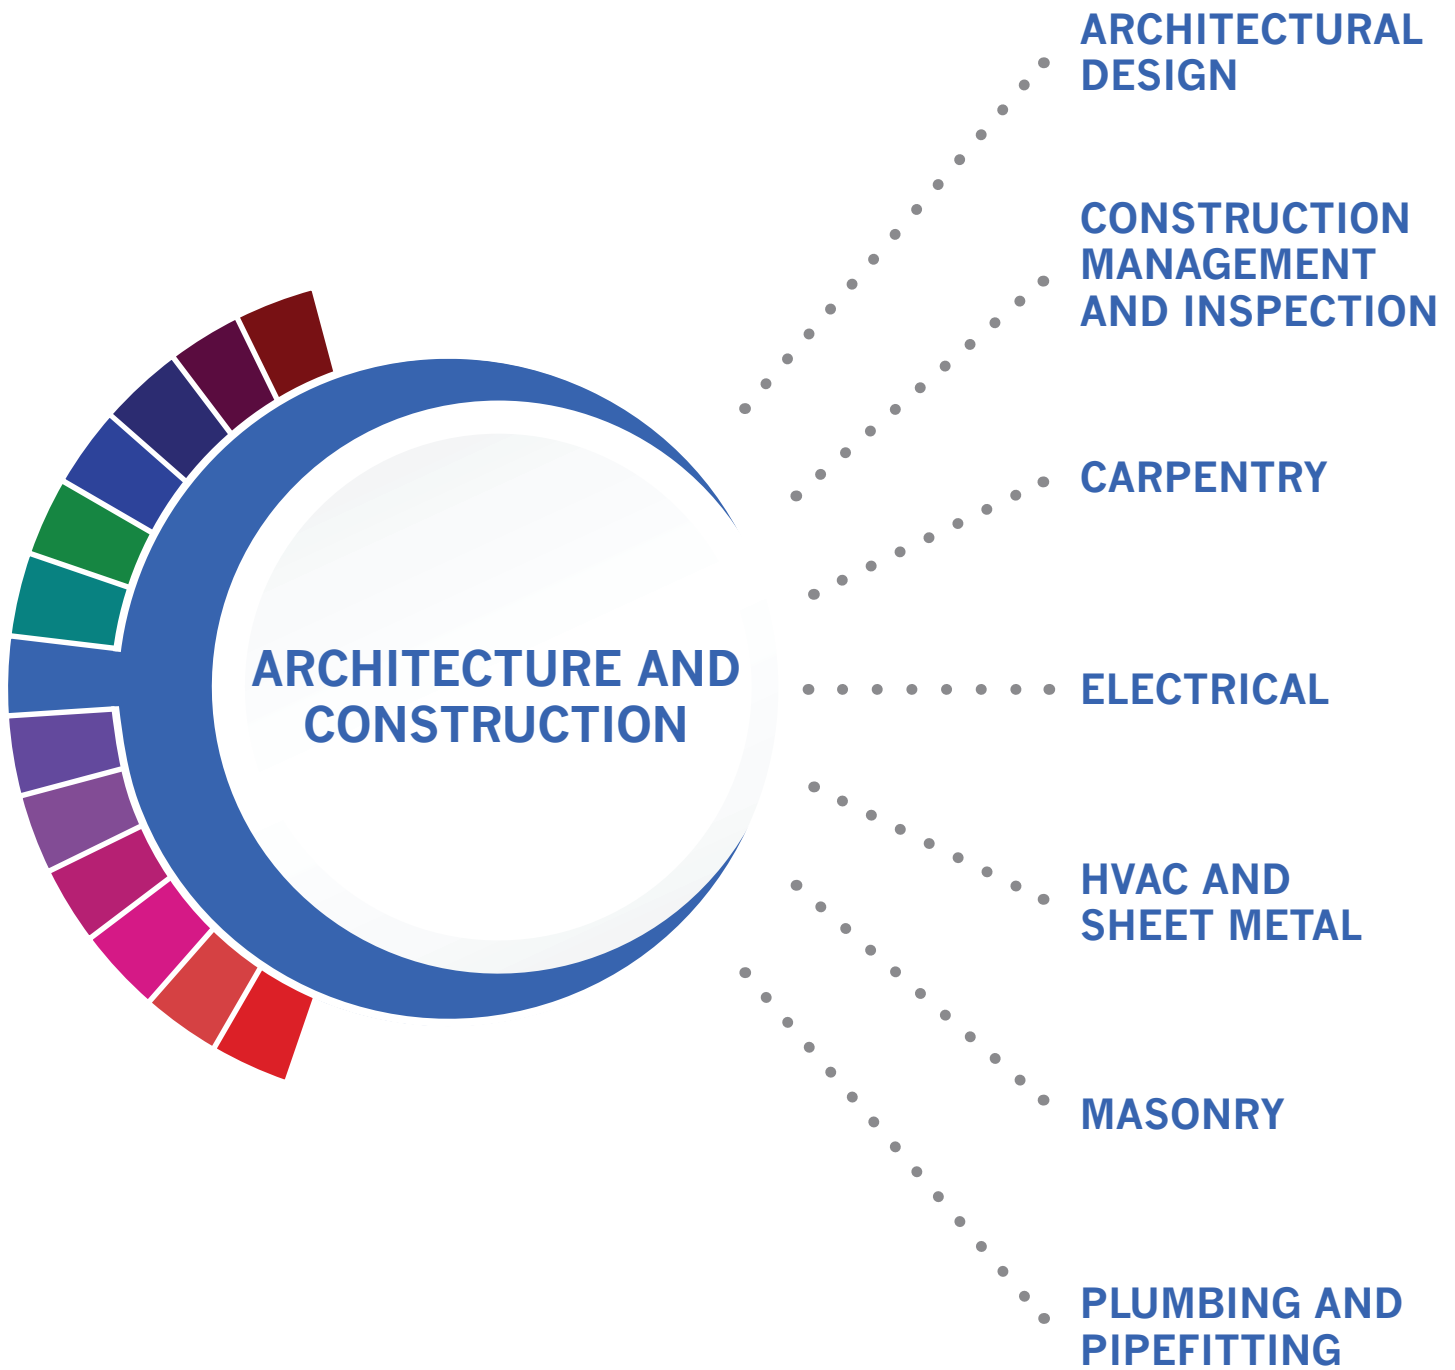 ARCHITECTURAL
DESIGN
CONSTRUCTION
MANAGEMENT
AND INSPECTION
CARPENTRY
ARCHITECTURE AND
CONSTRUCTION
ELECTRICAL
HVAC AND
SHEET METAL
MASONRY
PLUMBING AND
PIPEFITTING